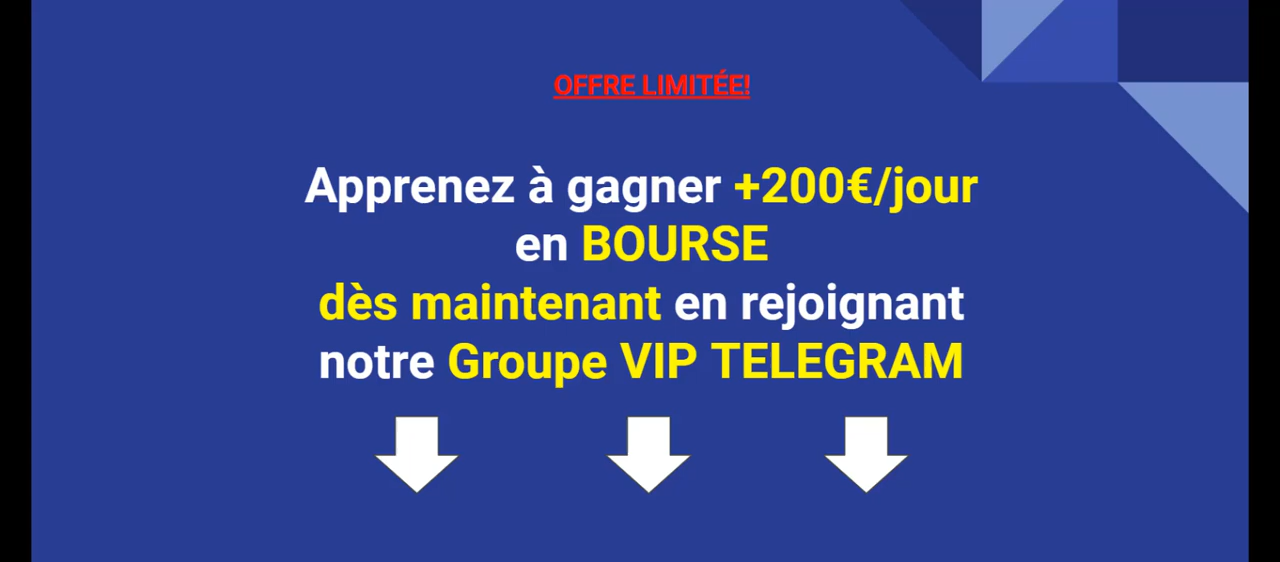 OFFRE LIMITÉE!
Apprenez à gagner +200€/jour
en BOURSE
dès maintenant en rejoignant
notre Groupe VIP TELEGRAM